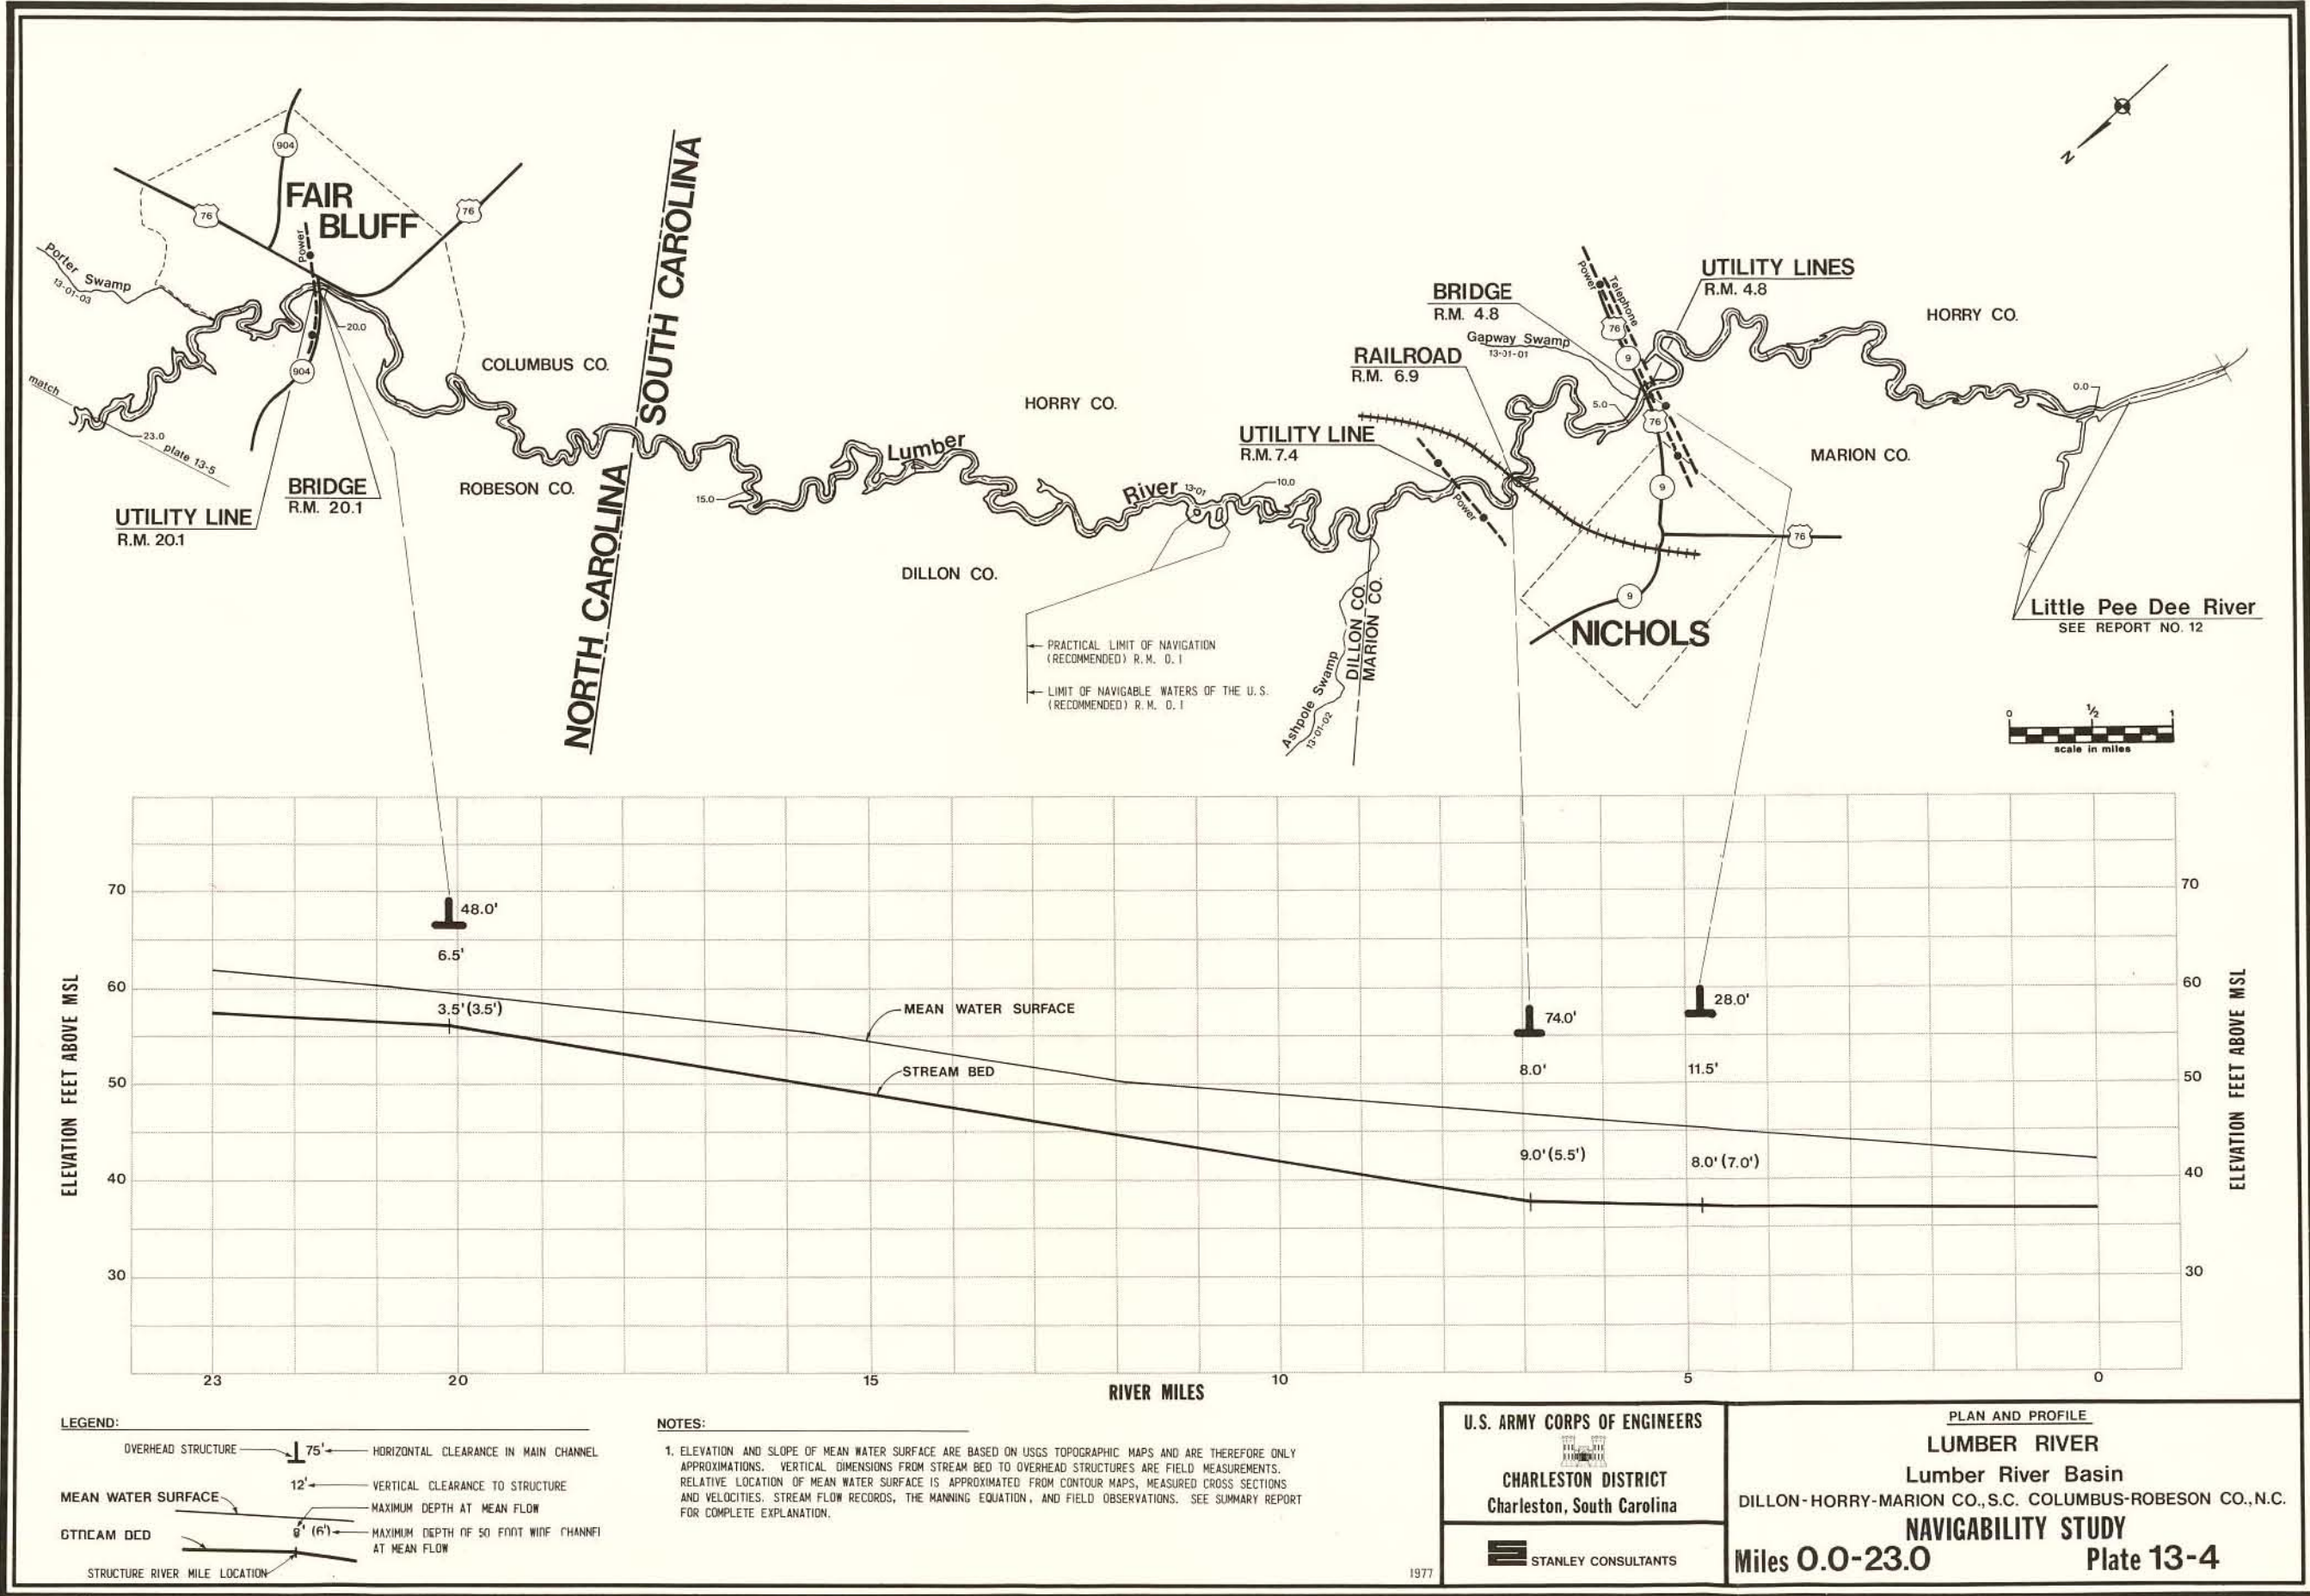 904
FAIR
BLUFF
76
76
Power
Porter Swamp
13-01-03
20.0
904
match
23.0
plate 13-5
UTILITY LINE
R.M. 20.1
BRIDGE
R.M. 20.1
COLUMBUS CO.
ROBESON CO.
NORTH CAROLINA
SOUTH CAROLINA
15.0
Lumber
River
13-01
10.0
HORRY CO.
DILLON CO.
PRACTICAL LIMIT OF NAVIGATION
(RECOMMENDED) R.M. 0.1
LIMIT OF NAVIGABLE WATERS OF THE U.S.
(RECOMMENDED) R.M. 0.1
UTILITY LINE
R.M. 7.4
RAILROAD
R.M. 6.9
BRIDGE
R.M. 4.8
Gapway Swamp
13-01-01
Power
Telephone
76
9
UTILITY LINES
R.M. 4.8
HORRY CO.
5.0
76
Power
9
MARION CO.
76
9
NICHOLS
DILLON CO.
MARION CO.
Ashpole Swamp
13-01-02
0.0
Little Pee Dee River
SEE REPORT NO. 12
N
0 ½ 1
scale in miles
ELEVATION FEET ABOVE MSL
70
60
50
40
30
48.0'
6.5'
3.5'(3.5')
MEAN WATER SURFACE
STREAM BED
74.0'
8.0'
9.0'(5.5')
28.0'
11.5'
8.0'(7.0')
70
60
50
40
30
ELEVATION FEET ABOVE MSL
23 20 15 10 5 0
RIVER MILES
LEGEND:
OVERHEAD STRUCTURE
75'
HORIZONTAL CLEARANCE IN MAIN CHANNEL
12'
VERTICAL CLEARANCE TO STRUCTURE
MEAN WATER SURFACE
MAXIMUM DEPTH AT MEAN FLOW
STREAM BED
8' (6')
MAXIMUM DEPTH OF 50 FOOT WIDE CHANNEL
AT MEAN FLOW
STRUCTURE RIVER MILE LOCATION
NOTES:
1. ELEVATION AND SLOPE OF MEAN WATER SURFACE ARE BASED ON USGS TOPOGRAPHIC MAPS AND ARE THEREFORE ONLY
APPROXIMATIONS. VERTICAL DIMENSIONS FROM STREAM BED TO OVERHEAD STRUCTURES ARE FIELD MEASUREMENTS.
RELATIVE LOCATION OF MEAN WATER SURFACE IS APPROXIMATED FROM CONTOUR MAPS, MEASURED CROSS SECTIONS
AND VELOCITIES. STREAM FLOW RECORDS, THE MANNING EQUATION, AND FIELD OBSERVATIONS. SEE SUMMARY REPORT
FOR COMPLETE EXPLANATION.
1977
U.S. ARMY CORPS OF ENGINEERS
CHARLESTON DISTRICT
Charleston, South Carolina
STANLEY CONSULTANTS
PLAN AND PROFILE
LUMBER RIVER
Lumber River Basin
DILLON-HORRY-MARION CO., S.C. COLUMBUS-ROBESON CO., N.C.
NAVIGABILITY STUDY
Miles 0.0-23.0 Plate 13-4